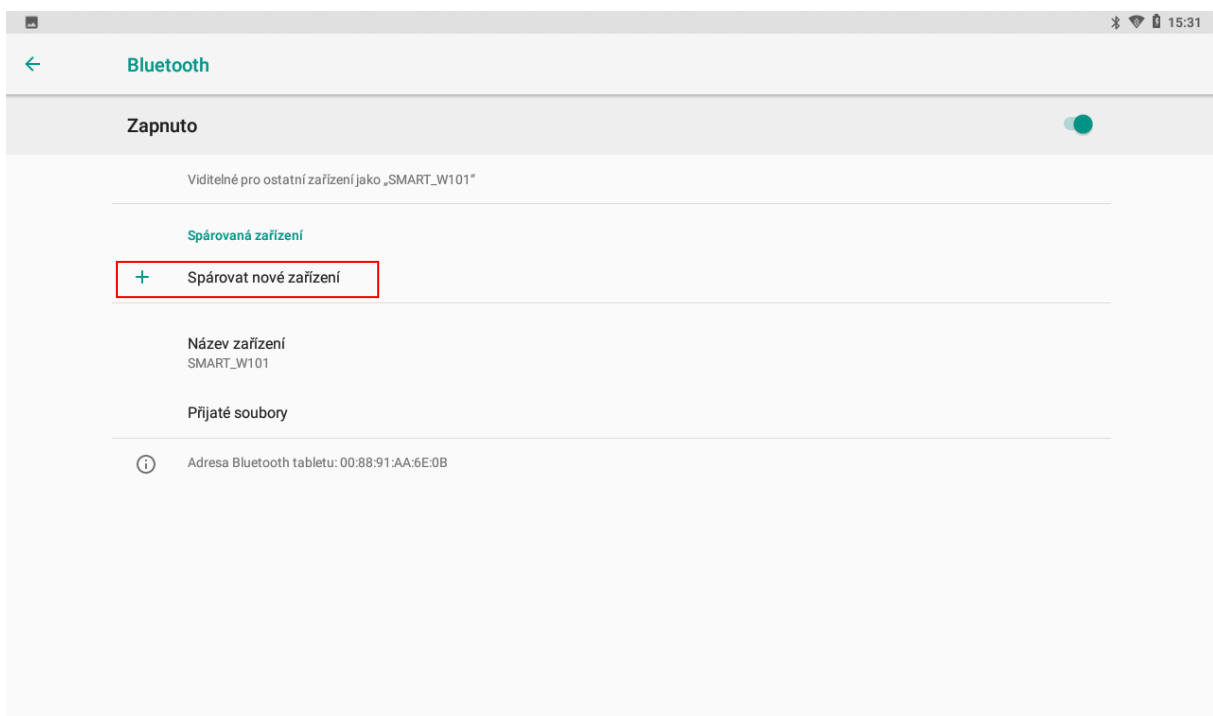 15:31
Bluetooth
Zapnuto
Viditelné pro ostatní zařízení jako „SMART_W101“
Spárovaná zařízení
Spárovat nové zařízení
Název zařízení
SMART_W101
Přijaté soubory
Adresa Bluetooth tabletu: 00:88:91:AA:6E:0B